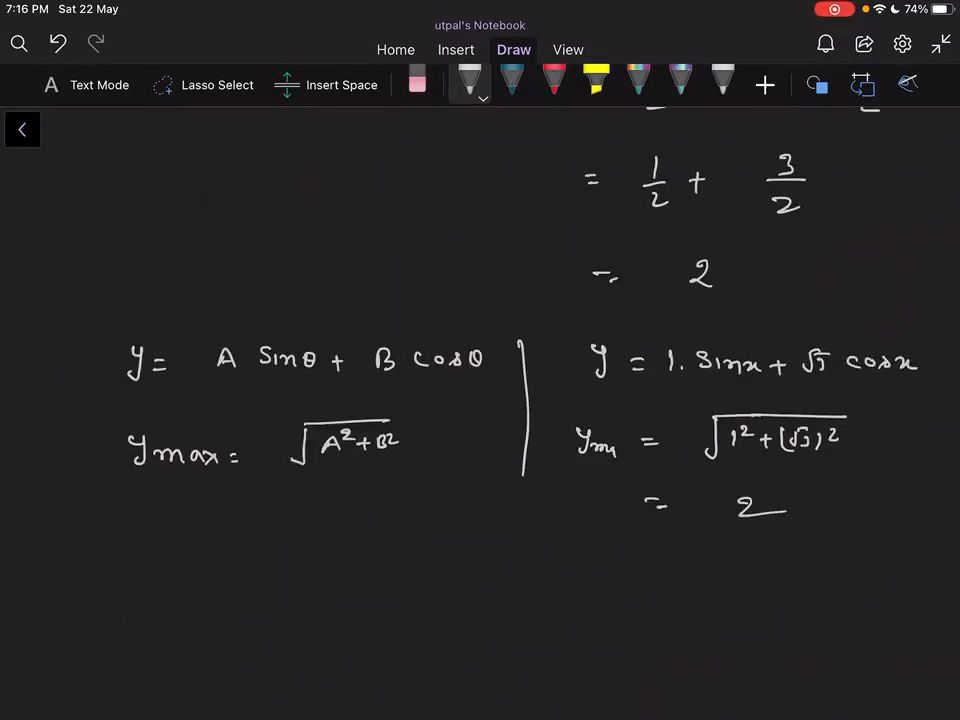 7:16 PM Sat 22 May
74%
utpal's Notebook
Home Insert Draw View
Text Mode Lasso Select Insert Space
= 1/2 + 3/2
= 2
y = A Sinθ + B cosθ
ymax = √(A² + B²)
y = 1. Sinx + √3 cosx
ym = √(1² + (√3)²)
= 2